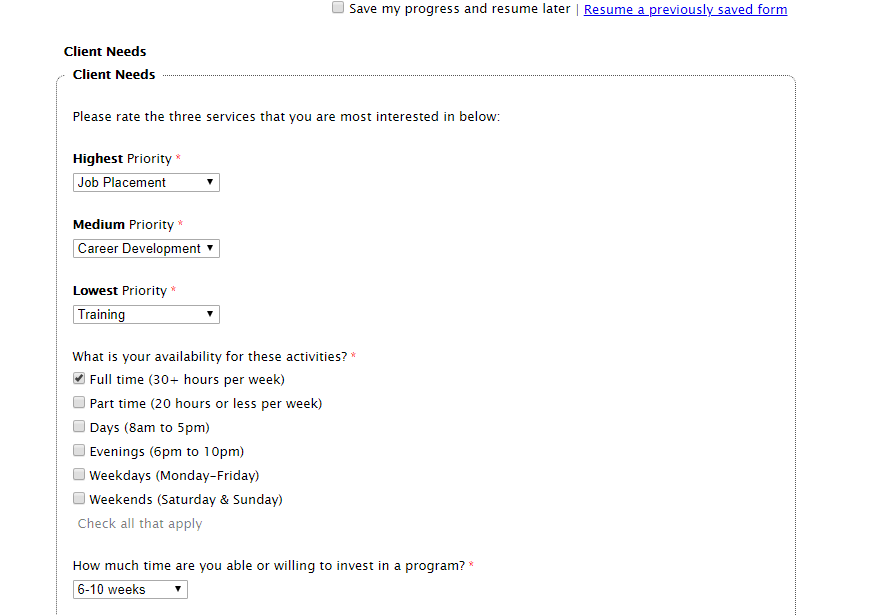 Save my progress and resume later | Resume a previously saved form
Client Needs
Client Needs
Please rate the three services that you are most interested in below:
Highest Priority *
Job Placement
Medium Priority *
Career Development
Lowest Priority *
Training
What is your availability for these activities? *
Full time (30+ hours per week)
Part time (20 hours or less per week)
Days (8am to 5pm)
Evenings (6pm to 10pm)
Weekdays (Monday–Friday)
Weekends (Saturday & Sunday)
Check all that apply
How much time are you able or willing to invest in a program? *
6-10 weeks